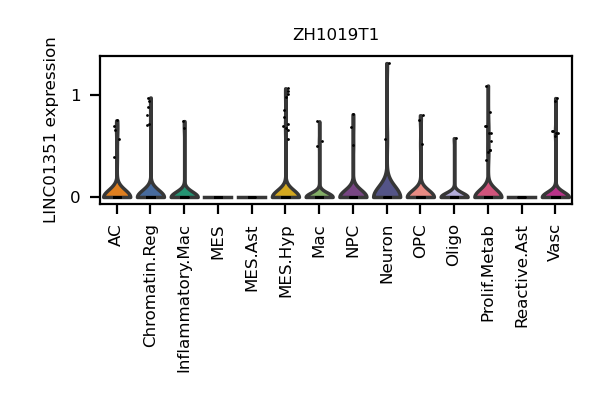 ZH1019T1
LINC01351 expression
1
0
AC
Chromatin.Reg
Inflammatory.Mac
MES
MES.Ast
MES.Hyp
Mac
NPC
Neuron
OPC
Oligo
Prolif.Metab
Reactive.Ast
Vasc